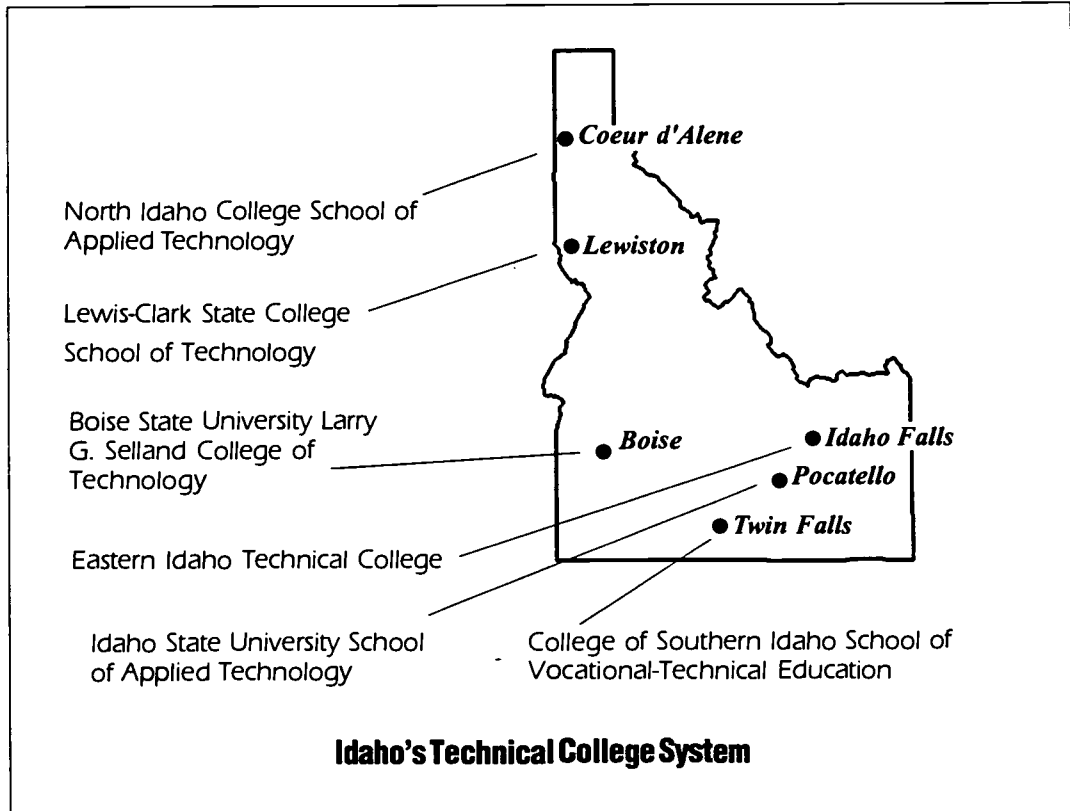 Coeur d'Alene
North Idaho College School of
Applied Technology
Lewiston
Lewis-Clark State College
School of Technology
Boise State University Larry
G. Selland College of
Technology
Boise
Idaho Falls
Pocatello
Twin Falls
Eastern Idaho Technical College
Idaho State University School
of Applied Technology
College of Southern Idaho School of
Vocational-Technical Education
Idaho's Technical College System